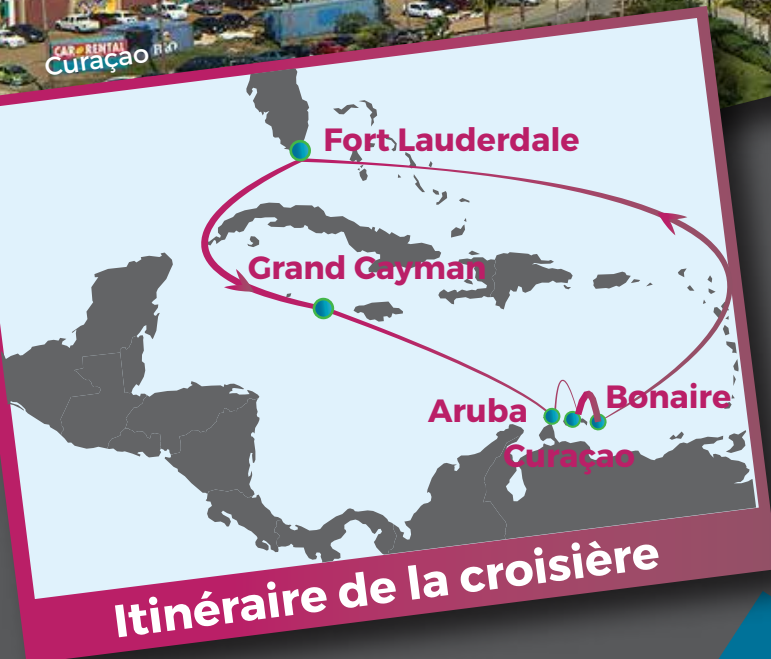 CAR RENTAL
Curaçao
Fort Lauderdale
Grand Cayman
Aruba
Bonaire
Curaçao
Itinéraire de la croisière